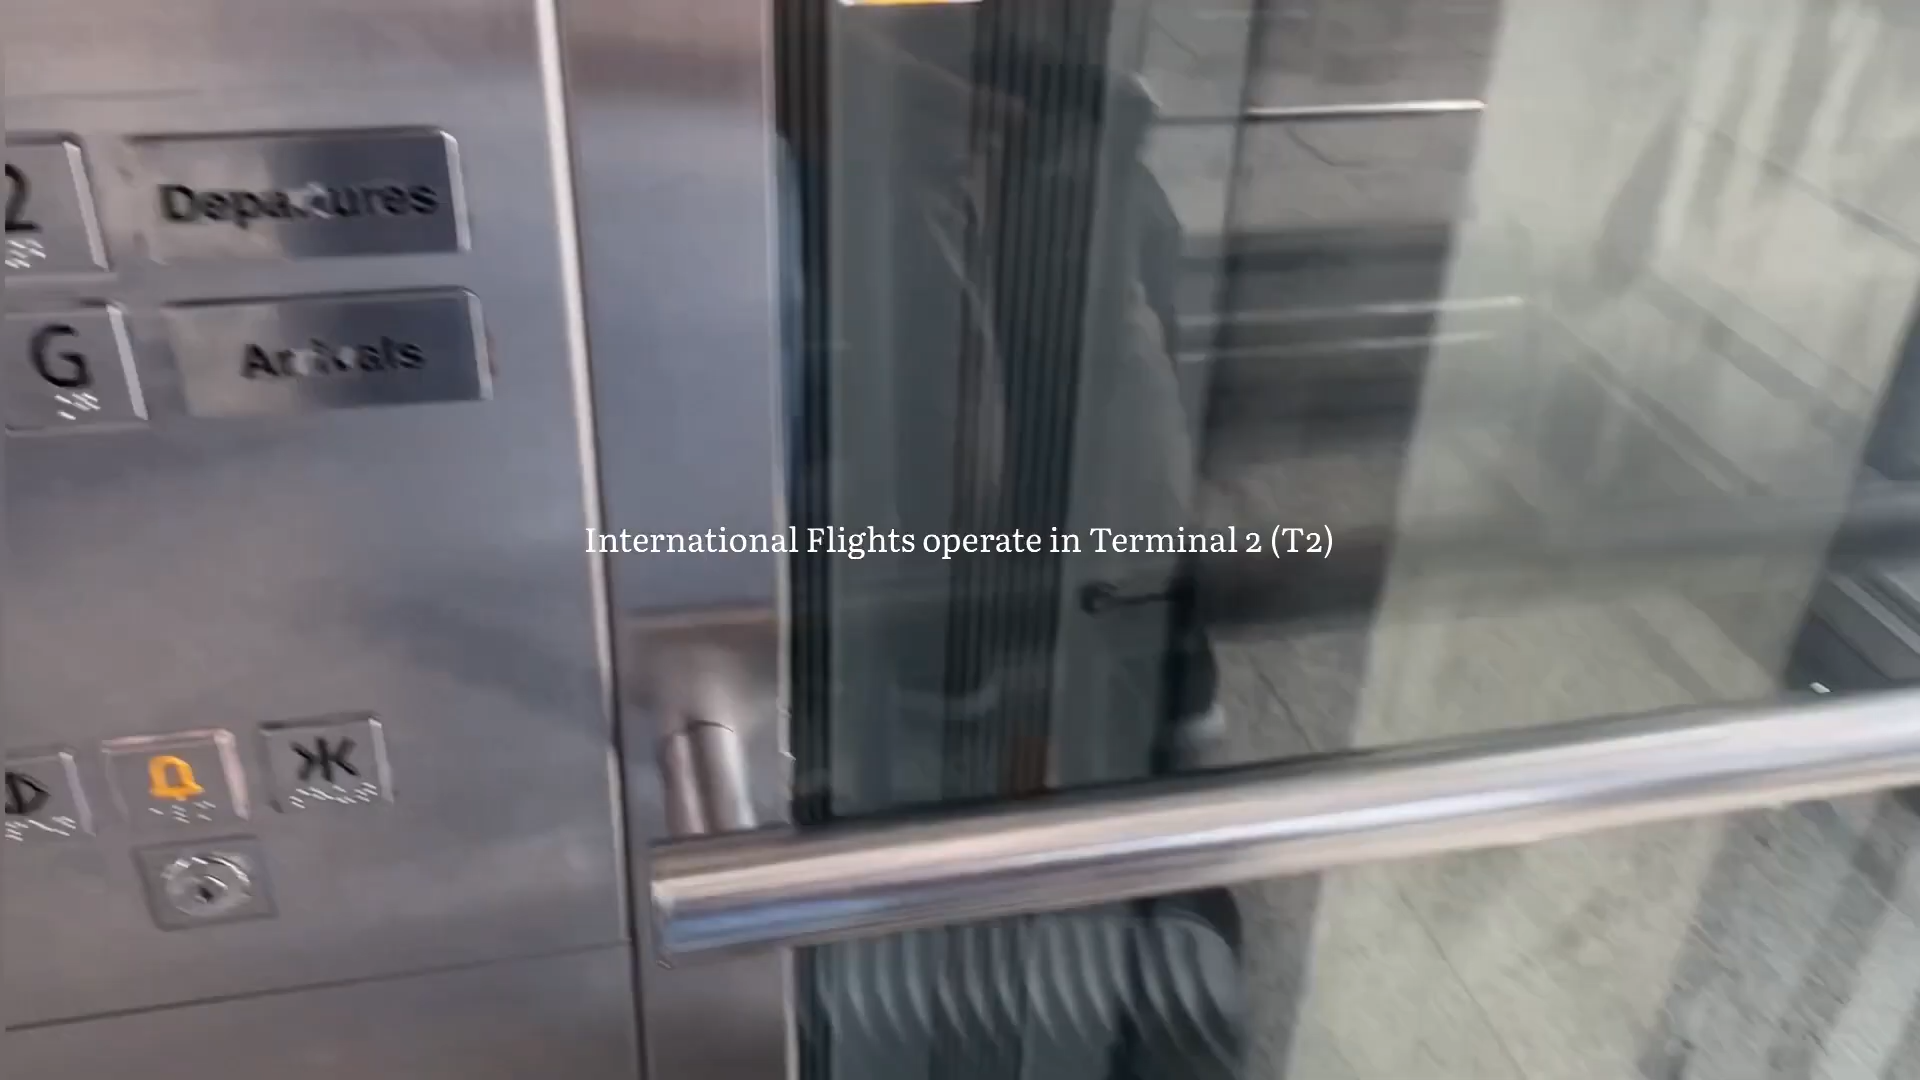 2 Departures
G Arrivals
International Flights operate in Terminal 2 (T2)